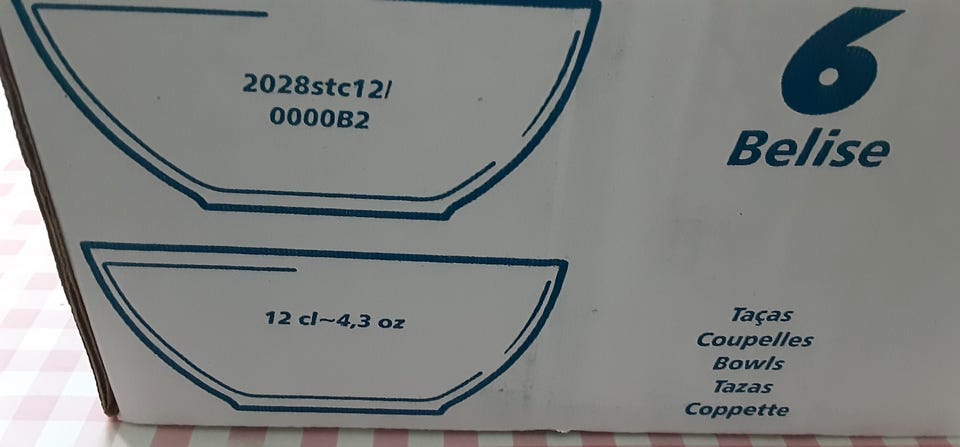 2028stc12/
0000B2
6
Belise
12 cl~4,3 oz
Taças
Coupelles
Bowls
Tazas
Coppette